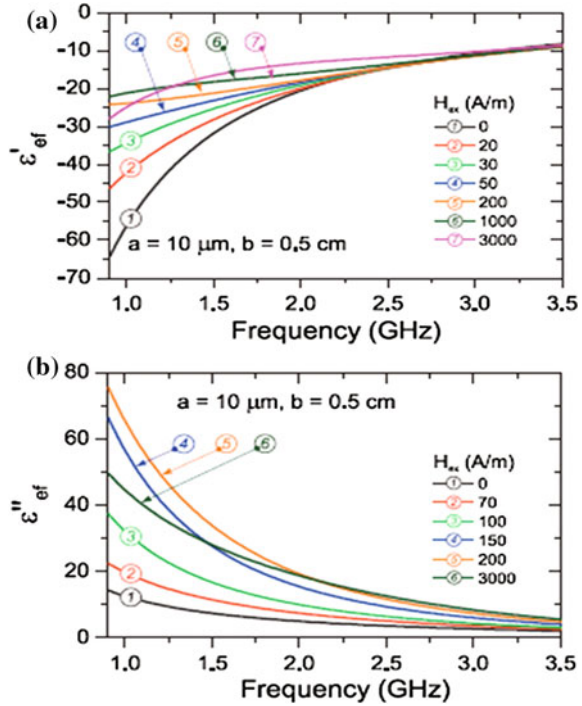 (a)
0
-10
-20
-30
-40
-50
-60
-70
ε'ef
4 5 6 7
3
2
1
Hex (A/m)
1 0
2 20
3 30
4 50
5 200
6 1000
7 3000
a = 10 μm, b = 0.5 cm
1.0 1.5 2.0 2.5 3.0 3.5
Frequency (GHz)
(b)
80
60
40
20
0
ε''ef
a = 10 μm, b = 0.5 cm
4 5 6
3
2
1
Hex (A/m)
1 0
2 70
3 100
4 150
5 200
6 3000
1.0 1.5 2.0 2.5 3.0 3.5
Frequency (GHz)